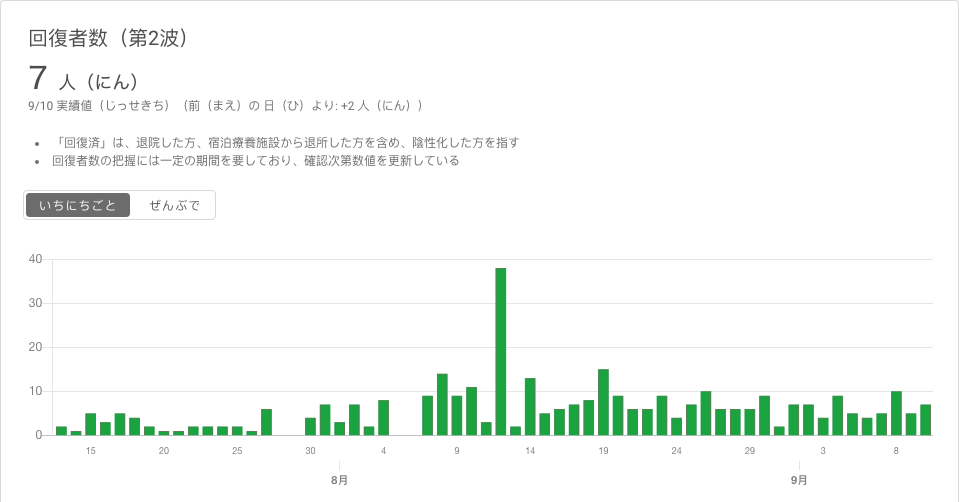 回復者数（第2波）
7 人（にん）
9/10 実績値（じっせきち）（前（まえ）の 日（ひ）より: +2 人（にん））
• 「回復済」は、退院した方、宿泊療養施設から退所した方を含め、陰性化した方を指す
• 回復者数の把握には一定の期間を要しており、確認次第数値を更新している
いちにちごと ぜんぶで
40
30
20
10
0
15 20 25 30 4 9 14 19 24 29 3 8
8月 9月